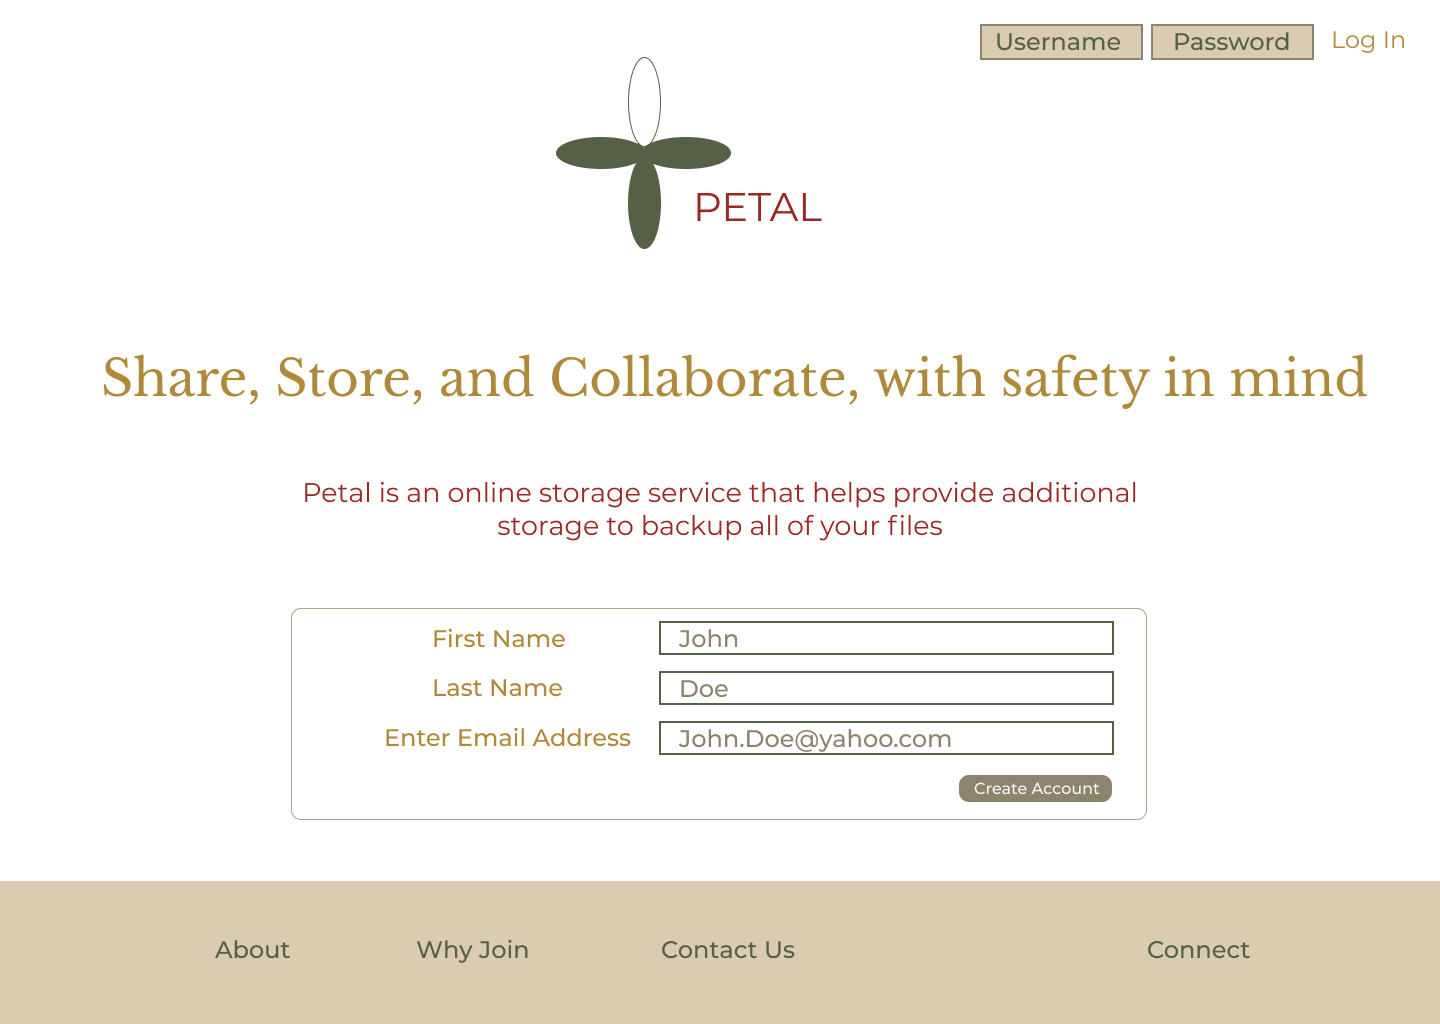 Username Password Log In
PETAL
Share, Store, and Collaborate, with safety in mind
Petal is an online storage service that helps provide additional
storage to backup all of your files
First Name John
Last Name Doe
Enter Email Address John.Doe@yahoo.com
Create Account
About Why Join Contact Us Connect